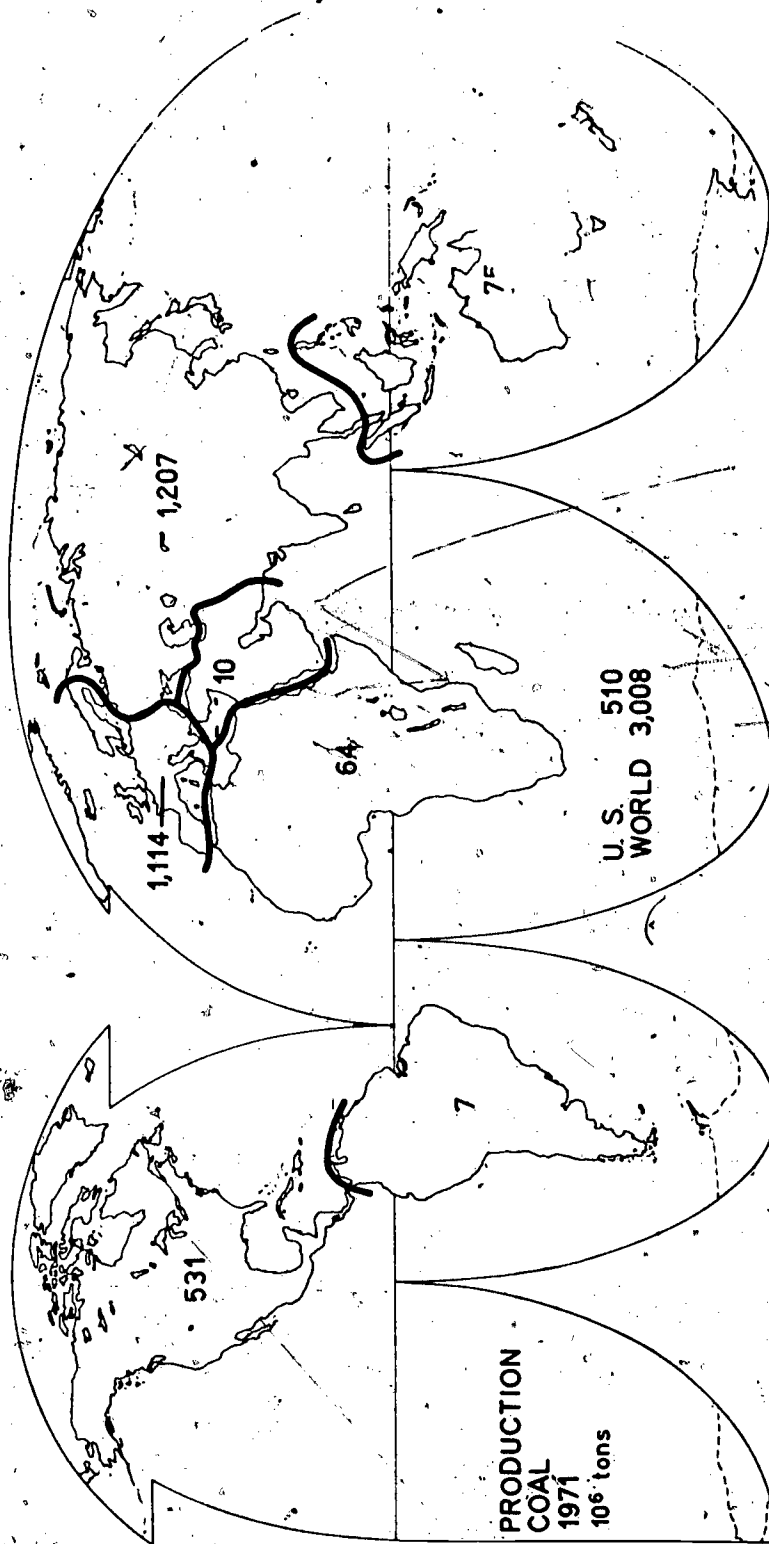 531
1,114
1,207
10
64
7
PRODUCTION
COAL
1971
10⁶ tons
U. S. 510
WORLD 3,008